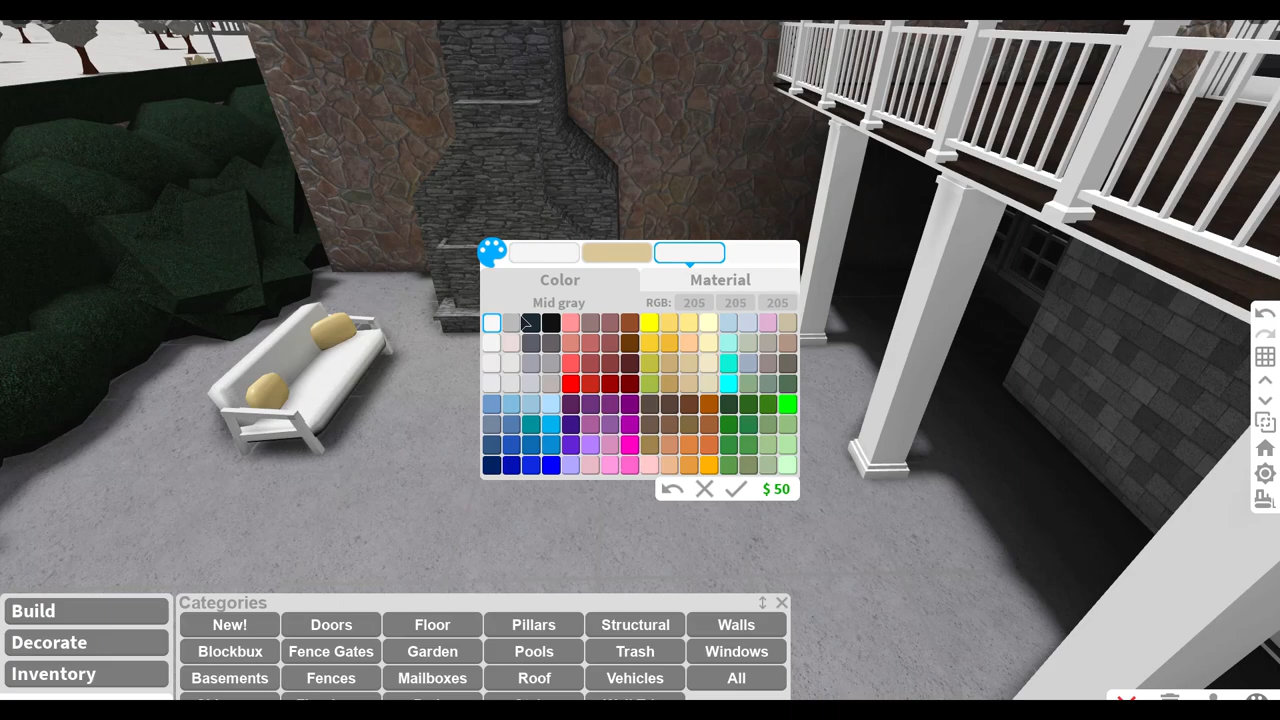 Color
Material
Mid gray
RGB: 205 205 205
$ 50
Build
Decorate
Inventory
Categories
New! Doors Floor Pillars Structural Walls
Blockbux Fence Gates Garden Pools Trash Windows
Basements Fences Mailboxes Roof Vehicles All